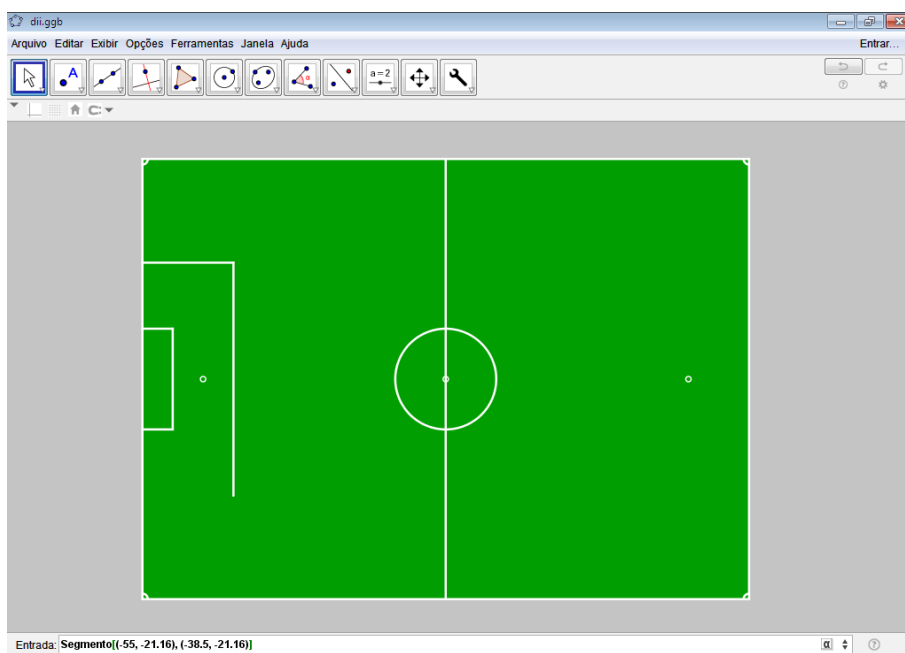 dii.ggb
Arquivo Editar Exibir Opções Ferramentas Janela Ajuda
Entrar...
A
α
a=2
Entrada: Segmento[(-55, -21.16), (-38.5, -21.16)]
α